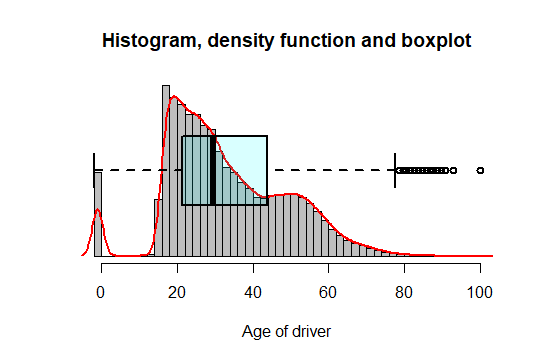 Histogram, density function and boxplot
0 20 40 60 80 100
Age of driver